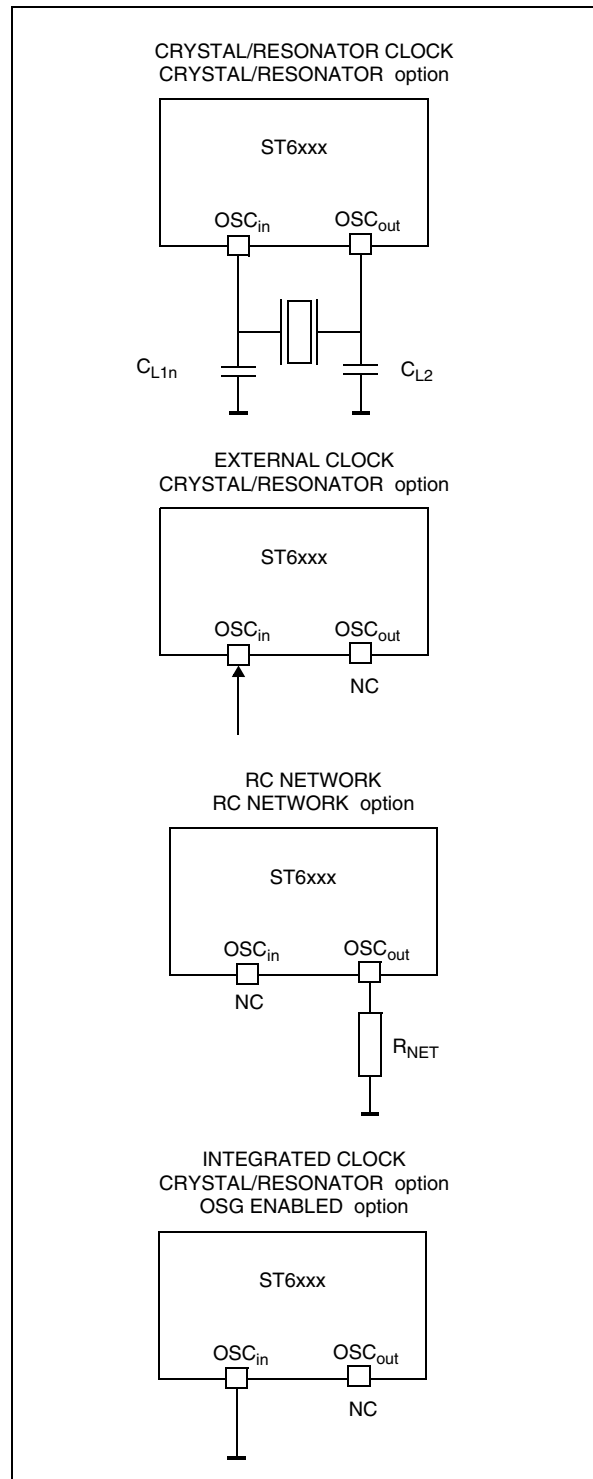 CRYSTAL/RESONATOR CLOCK
CRYSTAL/RESONATOR option
ST6xxx
OSCin OSCout
CL1n CL2
EXTERNAL CLOCK
CRYSTAL/RESONATOR option
ST6xxx
OSCin OSCout
NC
RC NETWORK
RC NETWORK option
ST6xxx
OSCin OSCout
NC
RNET
INTEGRATED CLOCK
CRYSTAL/RESONATOR option
OSG ENABLED option
ST6xxx
OSCin OSCout
NC